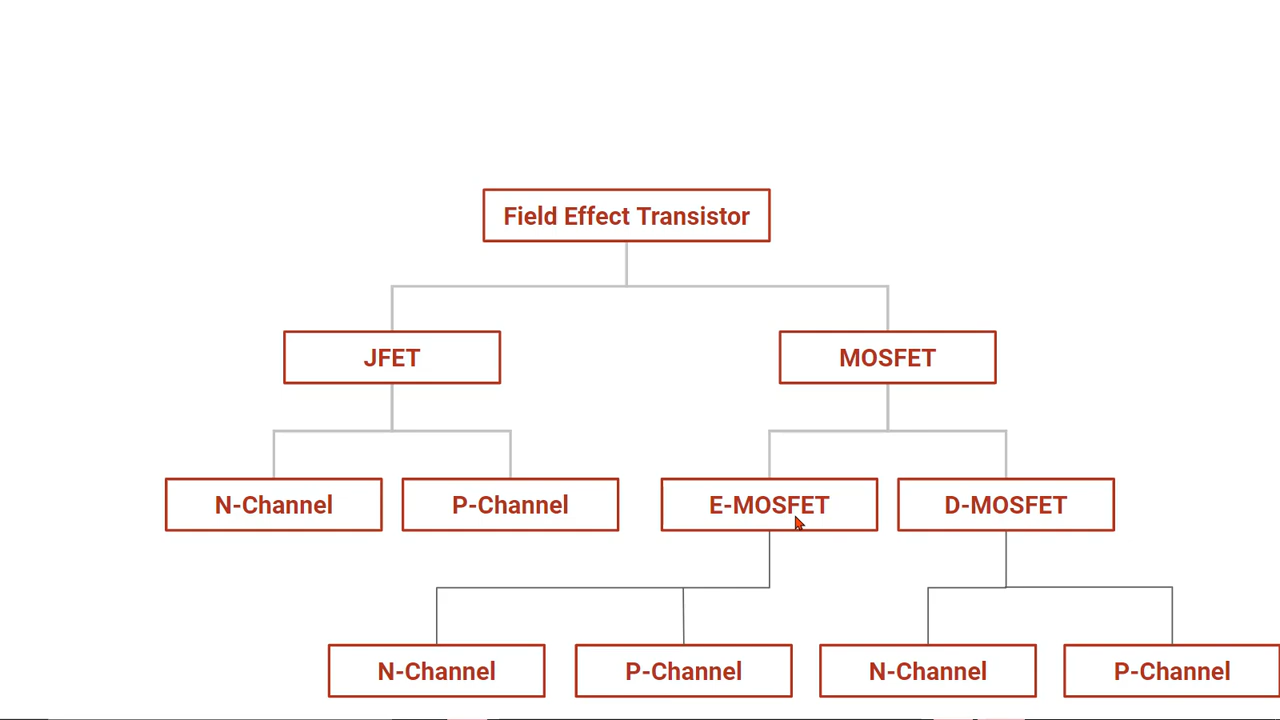 Field Effect Transistor
JFET
MOSFET
N-Channel
P-Channel
E-MOSFET
D-MOSFET
N-Channel
P-Channel
N-Channel
P-Channel